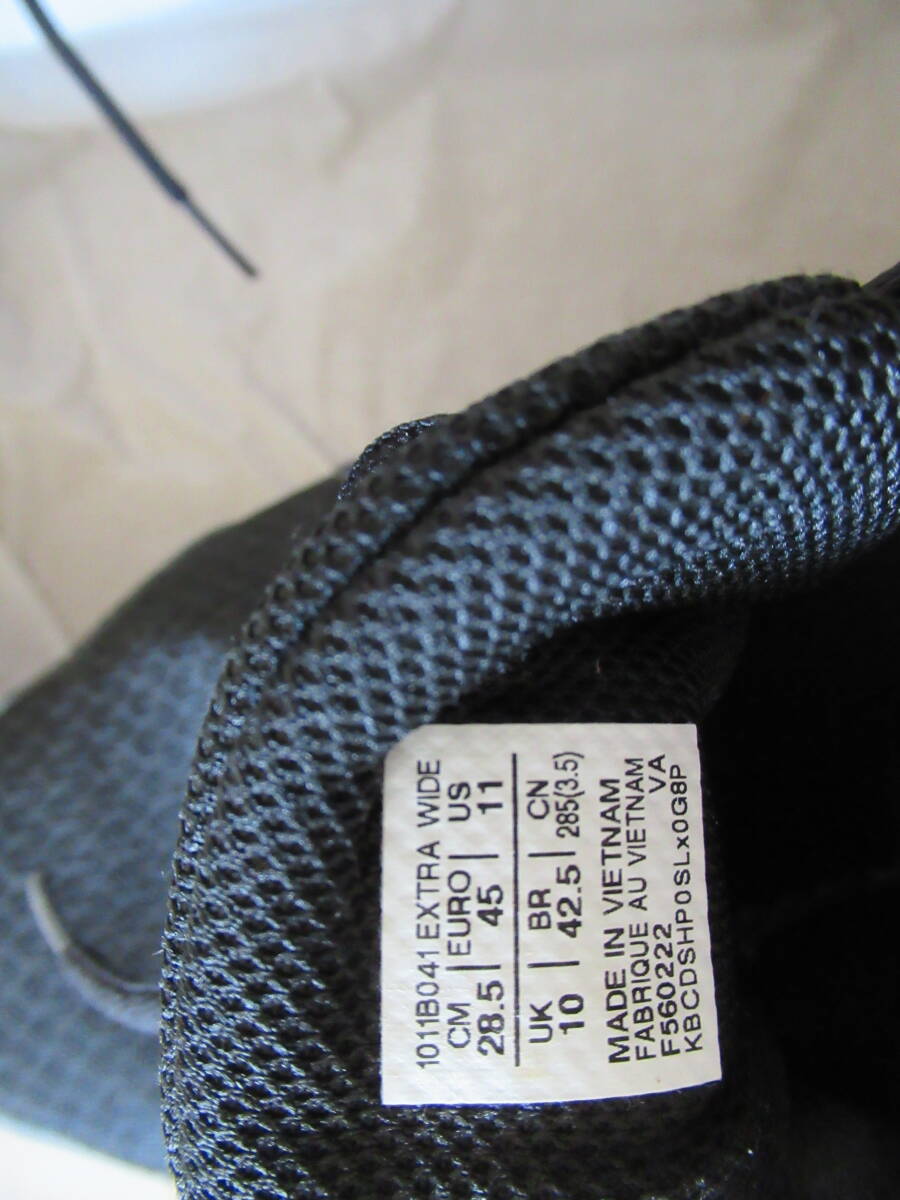 1011B041 EXTRA WIDE
CM | EURO | US
28.5 | 45 | 11
UK | BR | CN
10 | 42.5 | 285(3.5)
MADE IN VIETNAM
FABRIQUE AU VIETNAM
F560222 VA
KBCDSHP0SLX0G8P